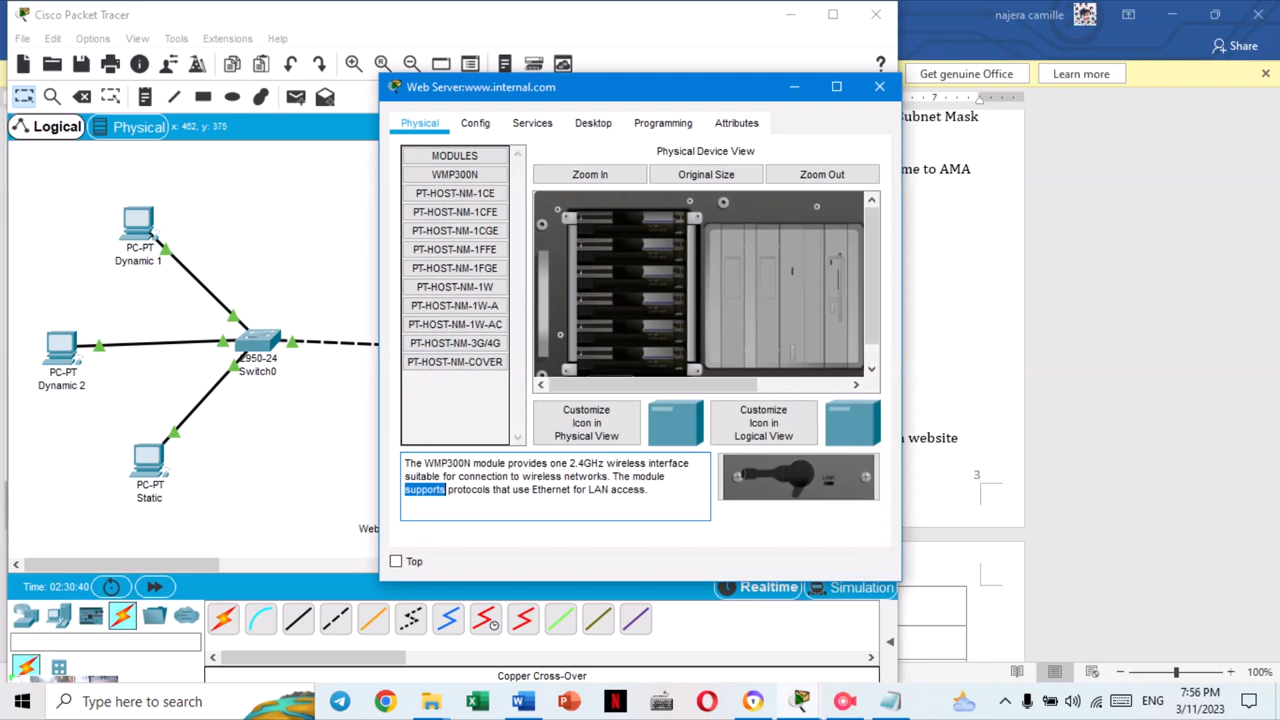 Cisco Packet Tracer
najera camille
File Edit Options View Tools Extensions Help
Share
Get genuine Office
Learn more
Web Server:www.internal.com
Logical
Physical
x: 462, y: 375
7
Subnet Mask
Physical Config Services Desktop Programming Attributes
me to AMA
MODULES
WMP300N
PT-HOST-NM-1CE
PT-HOST-NM-1CFE
PT-HOST-NM-1CGE
PT-HOST-NM-1FFE
PT-HOST-NM-1FGE
PT-HOST-NM-1W
PT-HOST-NM-1W-A
PT-HOST-NM-1W-AC
PT-HOST-NM-3G/4G
PT-HOST-NM-COVER
Physical Device View
Zoom In
Original Size
Zoom Out
Customize
Icon in
Physical View
Customize
Icon in
Logical View
The WMP300N module provides one 2.4GHz wireless interface
suitable for connection to wireless networks. The module
supports protocols that use Ethernet for LAN access.
LINK
Top
PC-PT
Dynamic 1
PC-PT
Dynamic 2
PC-PT
Static
2950-24
Switch0
Web
website
3
Time: 02:30:40
Realtime
Simulation
Copper Cross-Over
100%
Type here to search
ENG
7:56 PM
3/11/2023